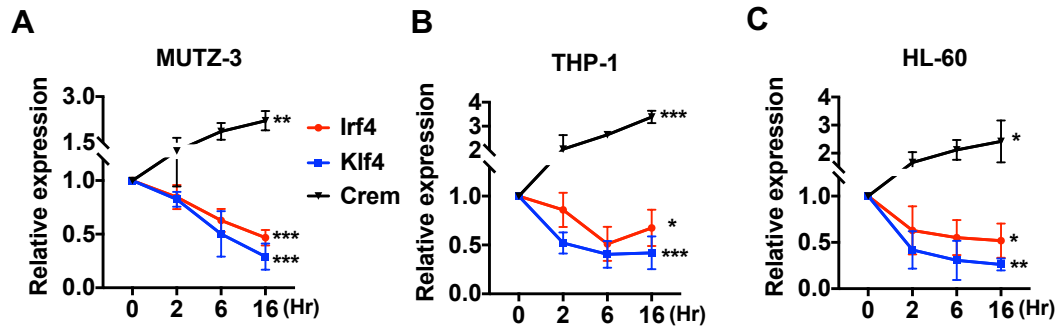 A
MUTZ-3
Relative expression
3.0
1.5
1.0
0.5
0.0
0 2 6 16 (Hr)
**
***
***
Irf4
Klf4
Crem
B
THP-1
Relative expression
4
3
2
1.0
0.5
0.0
0 2 6 16 (Hr)
***
*
***
C
HL-60
Relative expression
4
3
2
1.0
0.5
0.0
0 2 6 16 (Hr)
*
*
**